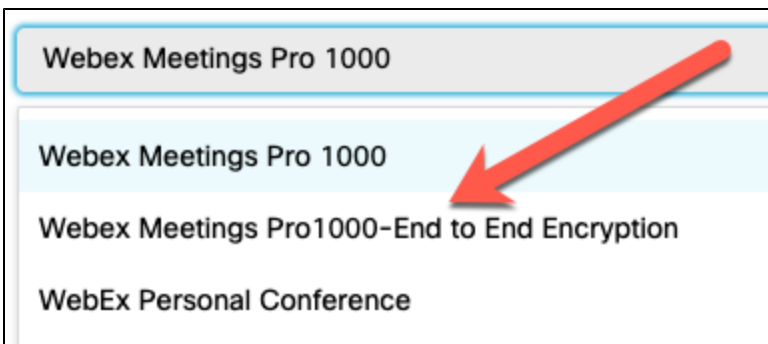 Webex Meetings Pro 1000
Webex Meetings Pro 1000
Webex Meetings Pro1000-End to End Encryption
WebEx Personal Conference